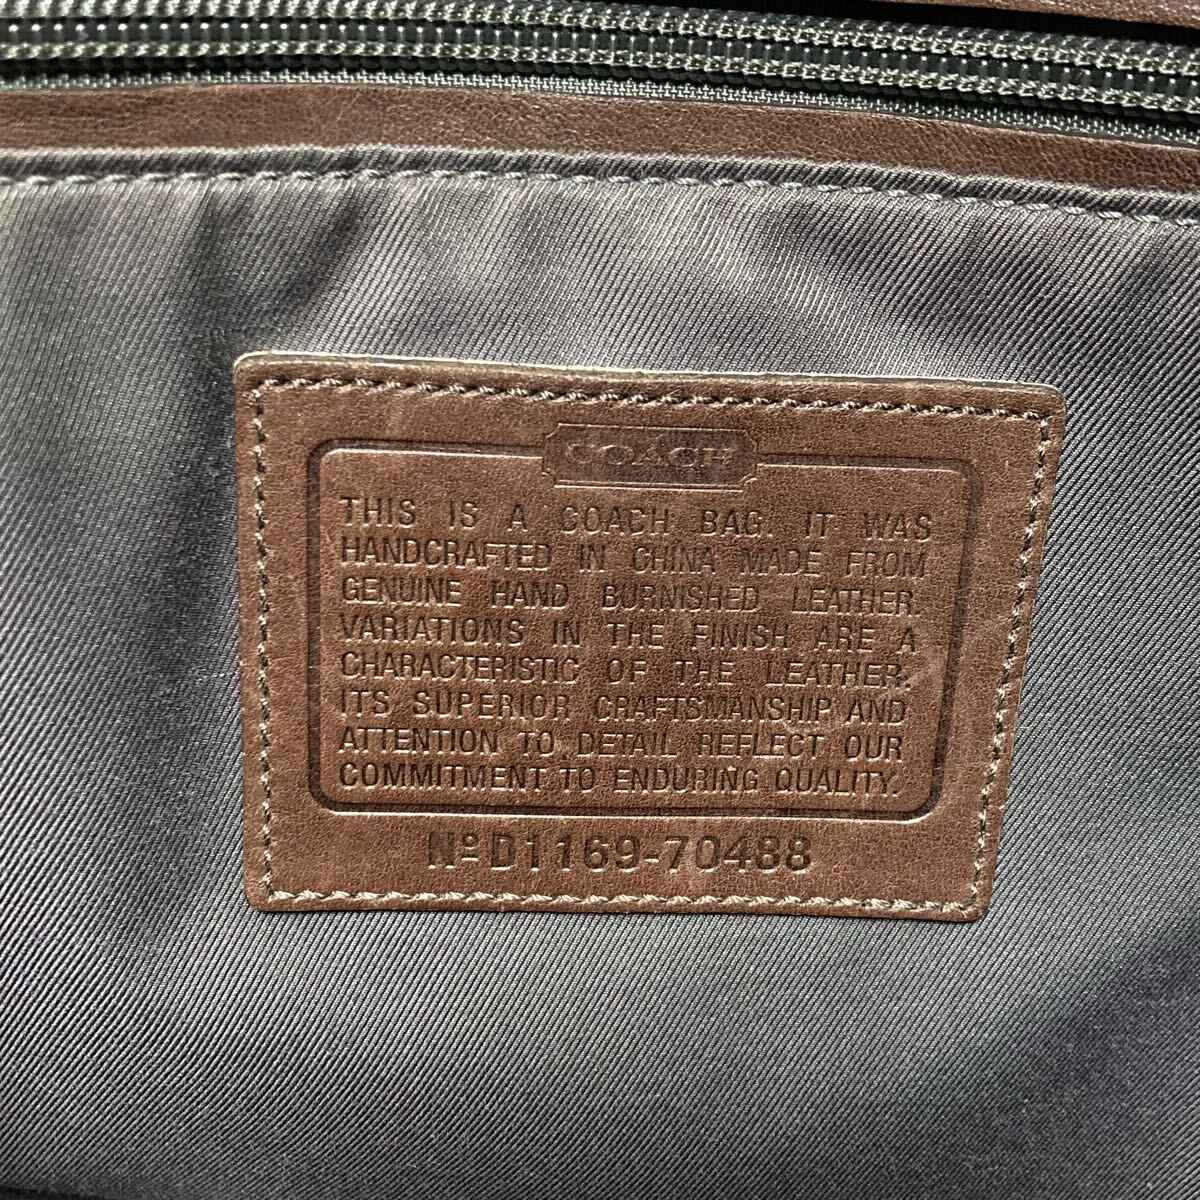 COACH
THIS IS A COACH BAG. IT WAS
HANDCRAFTED IN CHINA MADE FROM
GENUINE HAND BURNISHED LEATHER.
VARIATIONS IN THE FINISH ARE A
CHARACTERISTIC OF THE LEATHER.
ITS SUPERIOR CRAFTSMANSHIP AND
ATTENTION TO DETAIL REFLECT OUR
COMMITMENT TO ENDURING QUALITY.
Nº D1169-70488